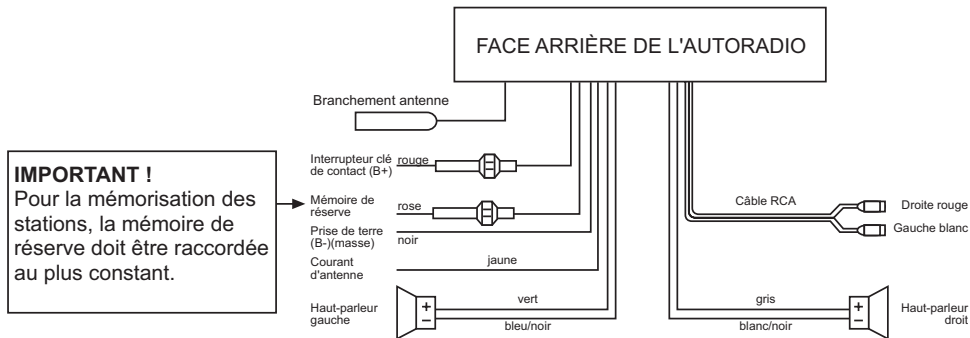 FACE ARRIÈRE DE L'AUTORADIO
Branchement antenne
Interrupteur clé
de contact (B+)
rouge
IMPORTANT !
Pour la mémorisation des
stations, la mémoire de
réserve doit être raccordée
au plus constant.
Mémoire de
réserve
rose
Prise de terre
(B-)(masse)
noir
Courant
d'antenne
jaune
Haut-parleur
gauche
+
−
vert
bleu/noir
Câble RCA
Droite rouge
Gauche blanc
gris
blanc/noir
+
−
Haut-parleur
droit